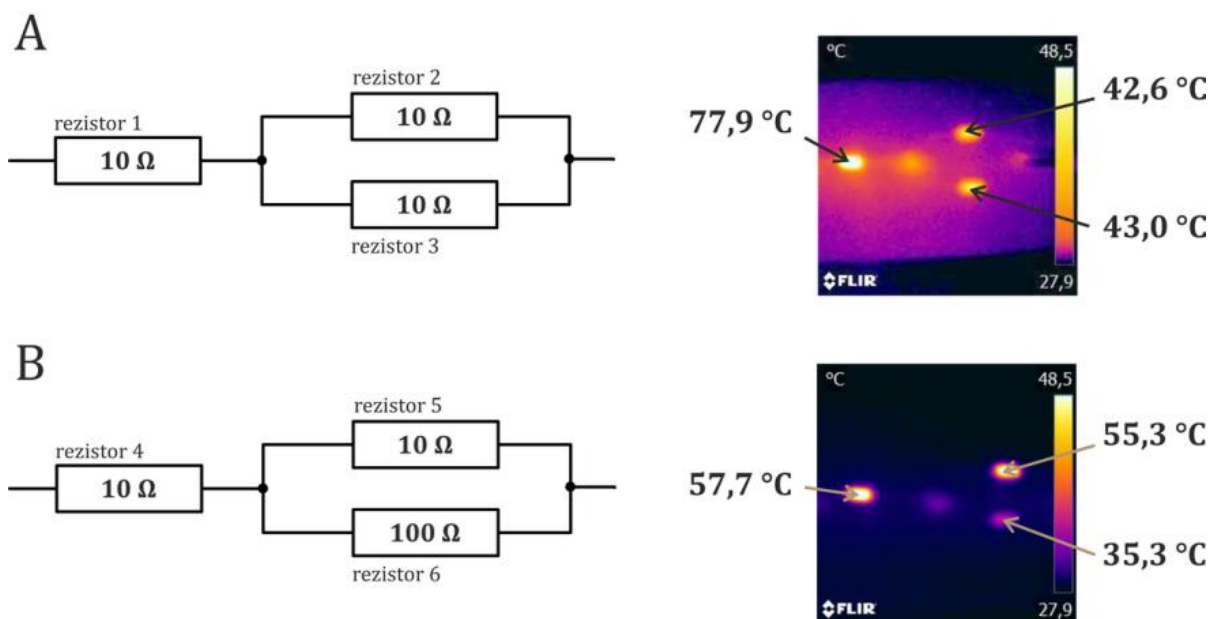 A
rezistor 2
10 Ω
rezistor 1
10 Ω
10 Ω
rezistor 3
°C
48,5
77,9 °C
42,6 °C
43,0 °C
FLIR
27,9
B
rezistor 5
10 Ω
rezistor 4
10 Ω
100 Ω
rezistor 6
°C
48,5
57,7 °C
55,3 °C
35,3 °C
FLIR
27,9